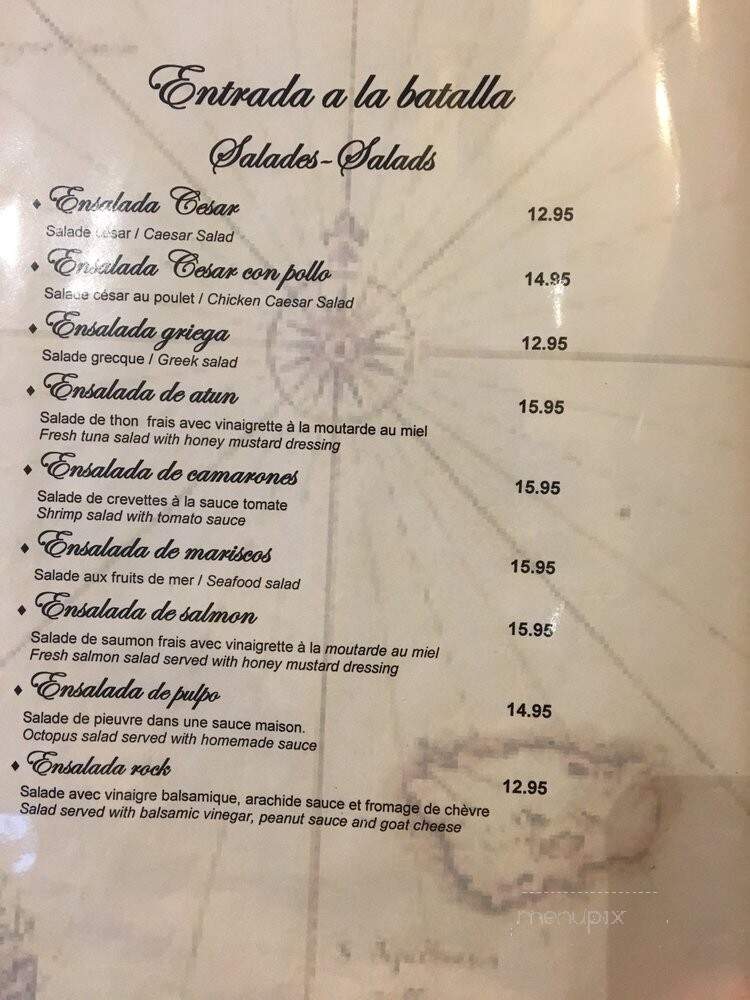 Entrada a la batalla
Salades-Salads
♦ Ensalada Cesar 12.95
Salade césar / Caesar Salad
♦ Ensalada Cesar con pollo 14.95
Salade césar au poulet / Chicken Caesar Salad
♦ Ensalada griega 12.95
Salade grecque / Greek salad
♦ Ensalada de atun 15.95
Salade de thon frais avec vinaigrette à la moutarde au miel
Fresh tuna salad with honey mustard dressing
♦ Ensalada de camarones 15.95
Salade de crevettes à la sauce tomate
Shrimp salad with tomato sauce
♦ Ensalada de mariscos 15.95
Salade aux fruits de mer / Seafood salad
♦ Ensalada de salmon 15.95
Salade de saumon frais avec vinaigrette à la moutarde au miel
Fresh salmon salad served with honey mustard dressing
♦ Ensalada de pulpo 14.95
Salade de pieuvre dans une sauce maison.
Octopus salad served with homemade sauce
♦ Ensalada rock 12.95
Salade avec vinaigre balsamique, arachide sauce et fromage de chèvre
Salad served with balsamic vinegar, peanut sauce and goat cheese
menupix